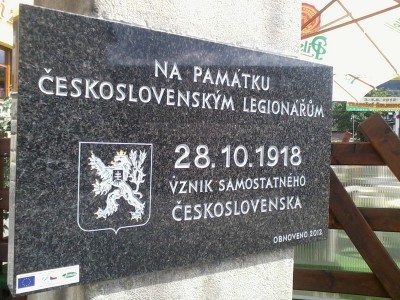 NA PAMÁTKU
ČESKOSLOVENSKÝM LEGIONÁŘŮM
28.10.1918
VZNIK SAMOSTATNÉHO
ČESKOSLOVENSKA
OBNOVENO 2012